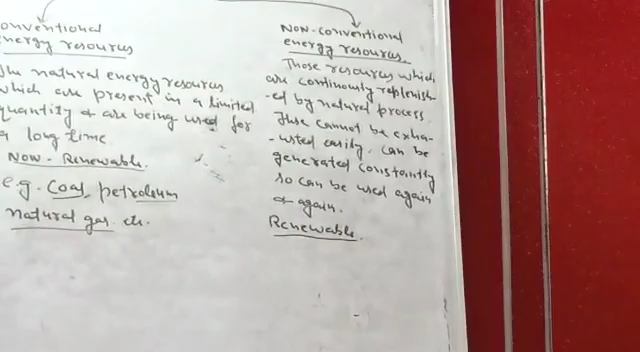 onventional
nergy resources
The natural energy resources
which are present in a limited
quantity & are being used for
a long time
Non-Renewable.
e.g. Coal, petroleum
natural gas etc.
Non-conventional
energy resources.
Those resources which
are continously replenish
-ed by natural process.
These cannot be exha-
-usted easily, can be
generated constantly
so can be used again
& again.
Renewable.